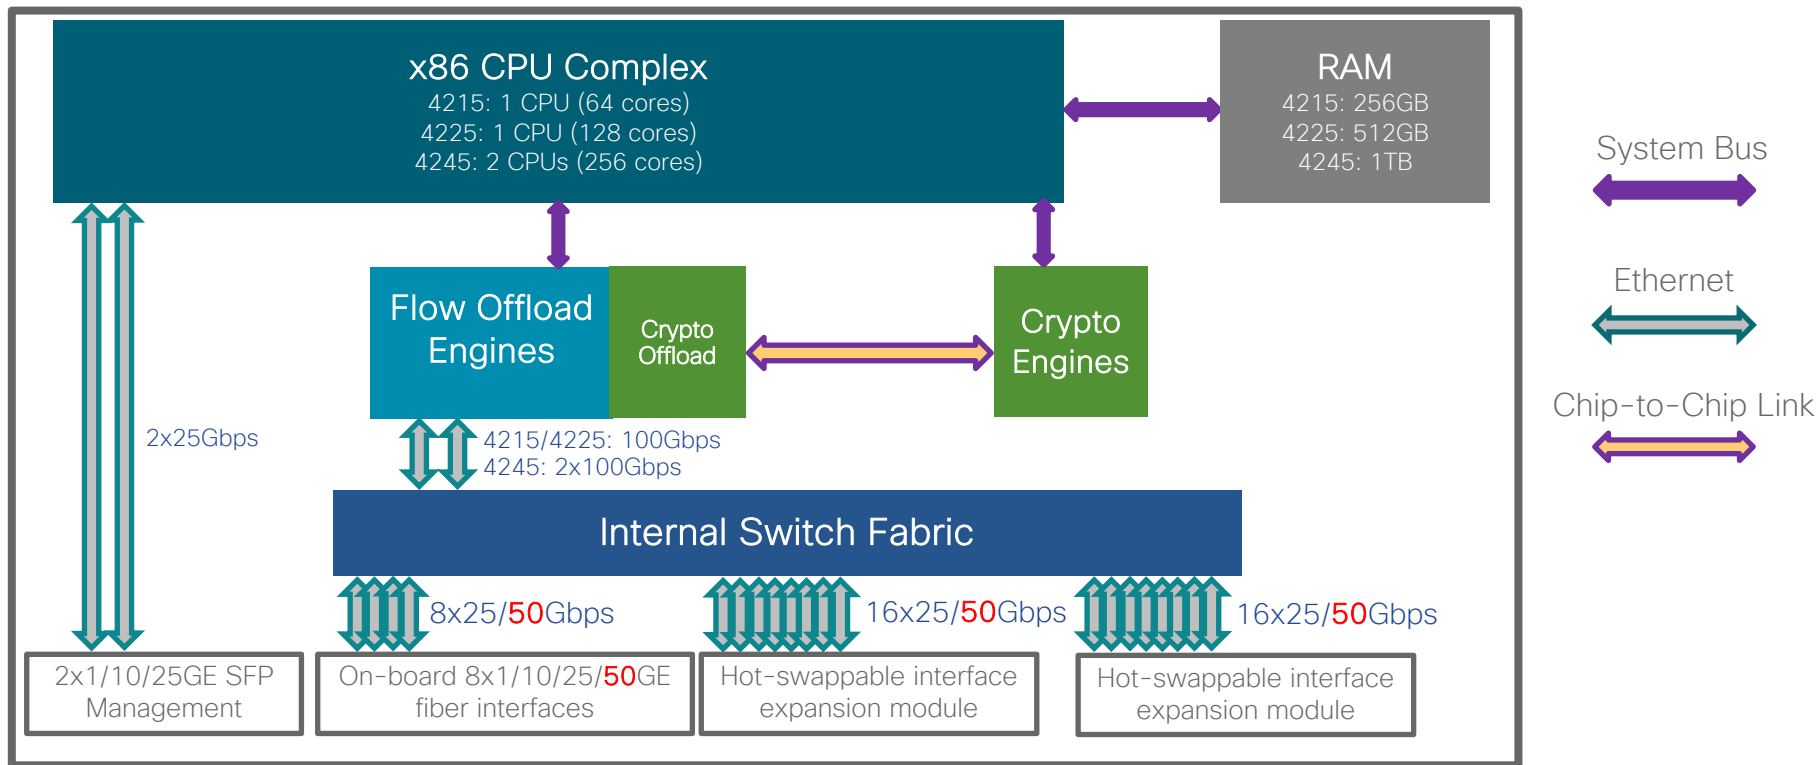 x86 CPU Complex
4215: 1 CPU (64 cores)
4225: 1 CPU (128 cores)
4245: 2 CPUs (256 cores)
RAM
4215: 256GB
4225: 512GB
4245: 1TB
System Bus
Ethernet
Chip-to-Chip Link
Flow Offload
Engines
Crypto
Offload
Crypto
Engines
2x25Gbps
4215/4225: 100Gbps
4245: 2x100Gbps
Internal Switch Fabric
8x25/50Gbps
16x25/50Gbps
16x25/50Gbps
2x1/10/25GE SFP
Management
On-board 8x1/10/25/50GE
fiber interfaces
Hot-swappable interface
expansion module
Hot-swappable interface
expansion module